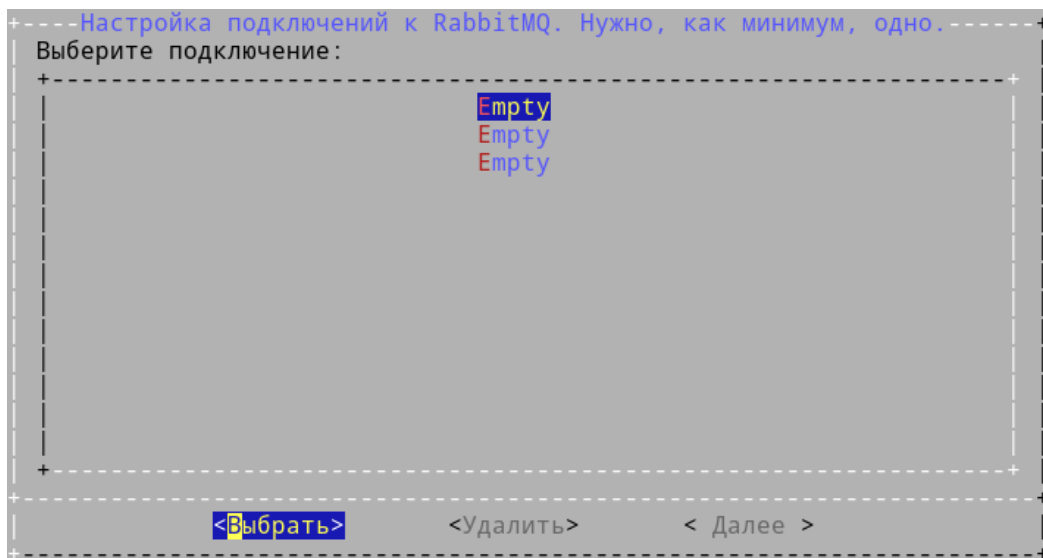 Настройка подключений к RabbitMQ. Нужно, как минимум, одно.
Выберите подключение:
Empty
Empty
Empty
<Выбрать> <Удалить> < Далее >